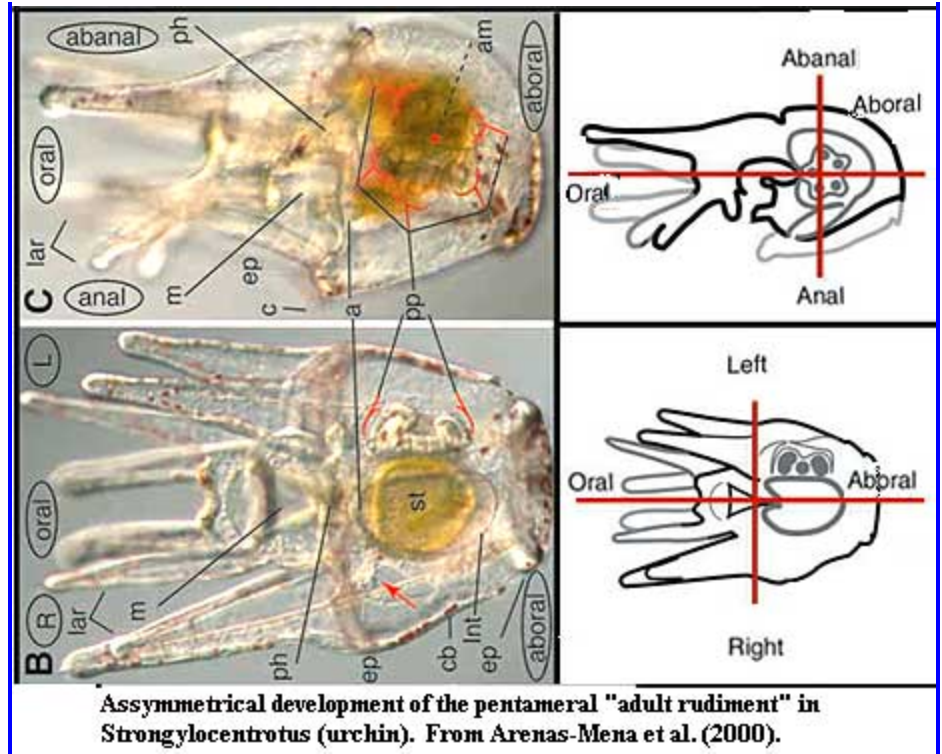 abanal
ph
am
aboral
oral
lar
C
anal
m
ep
c
a
pp
Abanal
Aboral
Oral
Anal
L
oral
R
B
lar
m
ph
ep
st
cb
Int
ep
aboral
Left
Oral
Aboral
Right
Assymmetrical development of the pentameral "adult rudiment" in
Strongylocentrotus (urchin). From Arenas-Mena et al. (2000).